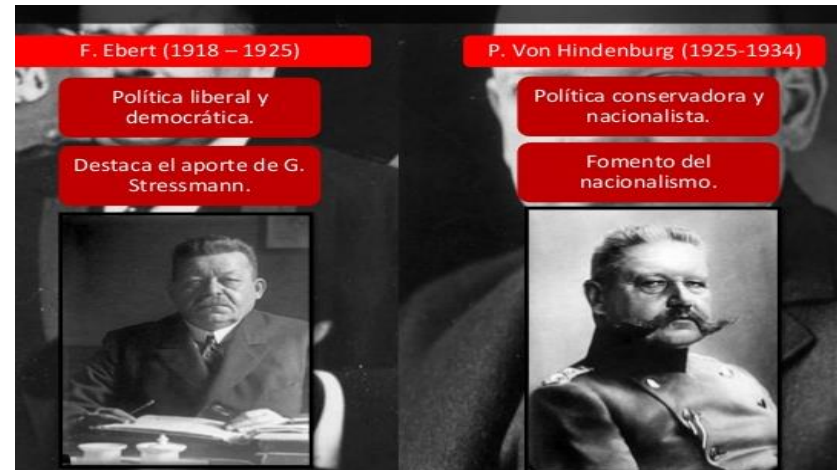 F. Ebert (1918 – 1925)
Política liberal y
democrática.
Destaca el aporte de G.
Stressmann.
P. Von Hindenburg (1925-1934)
Política conservadora y
nacionalista.
Fomento del
nacionalismo.